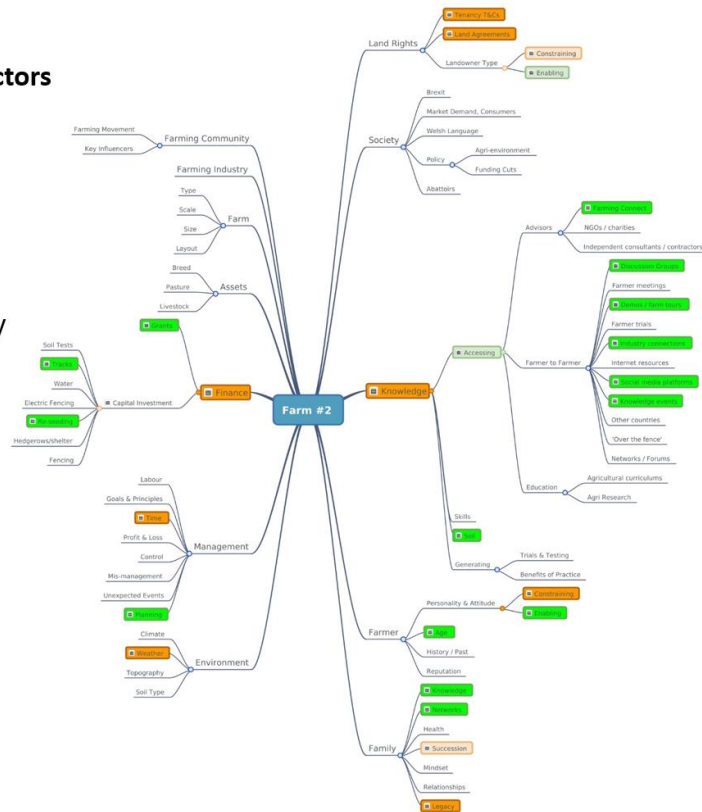 ctors
y
Farm #2
Land Rights
Tenancy T&Cs
Land Agreements
Landowner Type
Constraining
Enabling
Society
Brexit
Market Demand, Consumers
Welsh Language
Policy
Agri-environment
Funding Cuts
Abattoirs
Knowledge
Accessing
Advisors
Farming Connect
NGOs / charities
Independent consultants / contractors
Farmer to Farmer
Discussion Groups
Farmer meetings
Demos / farm tours
Farmer trials
Industry connections
Internet resources
Social media platforms
Knowledge events
Other countries
'Over the fence'
Networks / Forums
Education
Agricultural curriculums
Agri Research
Skills
Generating
Trials & Testing
Benefits of Practice
Farmer
Personality & Attitude
Constraining
Enabling
Age
History / Past
Reputation
Family
Knowledge
Networks
Health
Succession
Mindset
Relationships
Legacy
Farming Community
Farming Movement
Key Influencers
Farming Industry
Farm
Type
Scale
Size
Layout
Assets
Breed
Pasture
Livestock
Finance
Grants
Capital Investment
Soil Tests
Tracks
Water
Electric Fencing
Re-seeding
Hedgerows/shelter
Fencing
Management
Labour
Goals & Principles
Time
Profit & Loss
Control
Mis-management
Unexpected Events
Planning
Environment
Climate
Weather
Topography
Soil Type